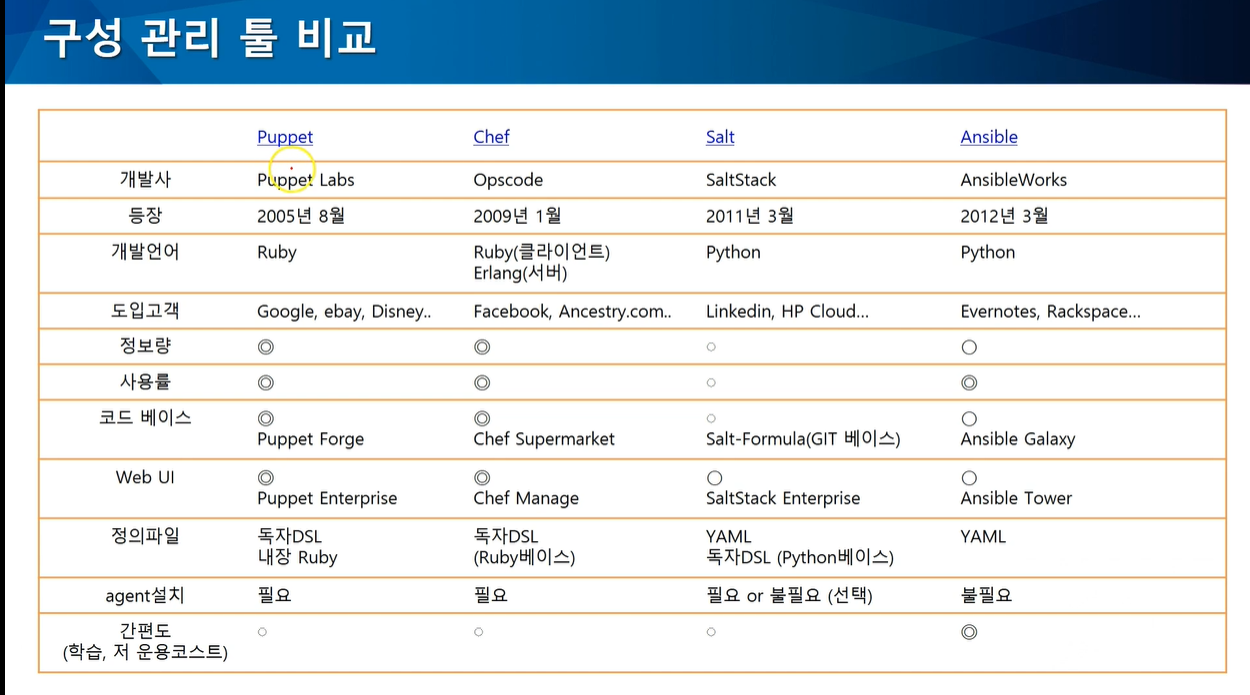 구성 관리 툴 비교
Puppet Chef Salt Ansible
개발사 Puppet Labs Opscode SaltStack AnsibleWorks
등장 2005년 8월 2009년 1월 2011년 3월 2012년 3월
개발언어 Ruby Ruby(클라이언트) Python Python
Erlang(서버)
도입고객 Google, ebay, Disney.. Facebook, Ancestry.com.. Linkedin, HP Cloud... Evernotes, Rackspace...
정보량 ◎ ◎ ○ ○
사용률 ◎ ◎ ○ ◎
코드 베이스 ◎ ◎ ○ ○
Puppet Forge Chef Supermarket Salt-Formula(GIT 베이스) Ansible Galaxy
Web UI ◎ ◎ ○ ○
Puppet Enterprise Chef Manage SaltStack Enterprise Ansible Tower
정의파일 독자DSL 독자DSL YAML YAML
내장 Ruby (Ruby베이스) 독자DSL (Python베이스)
agent설치 필요 필요 필요 or 불필요 (선택) 불필요
간편도 ○ ○ ○ ◎
(학습, 저 운용코스트)